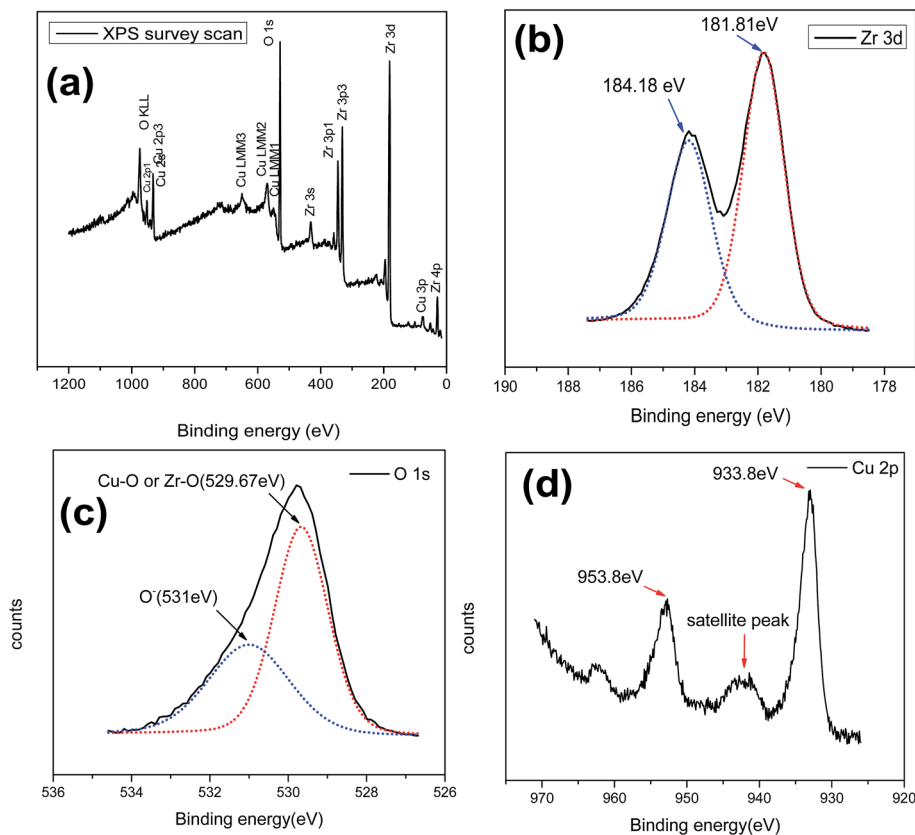 XPS survey scan
(a)
O KLL
Cu 2p1
Cu 2s
Cu 2p3
Cu LMM3
Cu LMM2
Cu LMM1
O 1s
Zr 3s
Zr 3p1
Zr 3p3
Zr 3d
Cu 3p
Zr 4p
1200 1000 800 600 400 200 0
Binding energy (eV)
(b)
181.81eV
Zr 3d
184.18 eV
190 188 186 184 182 180 178
Binding energy (eV)
O 1s
Cu-O or Zr-O(529.67eV)
(c)
O⁻(531eV)
counts
536 534 532 530 528 526
Binding energy(eV)
Cu 2p
933.8eV
(d)
953.8eV
satellite peak
counts
970 960 950 940 930 920
Binding energy(eV)